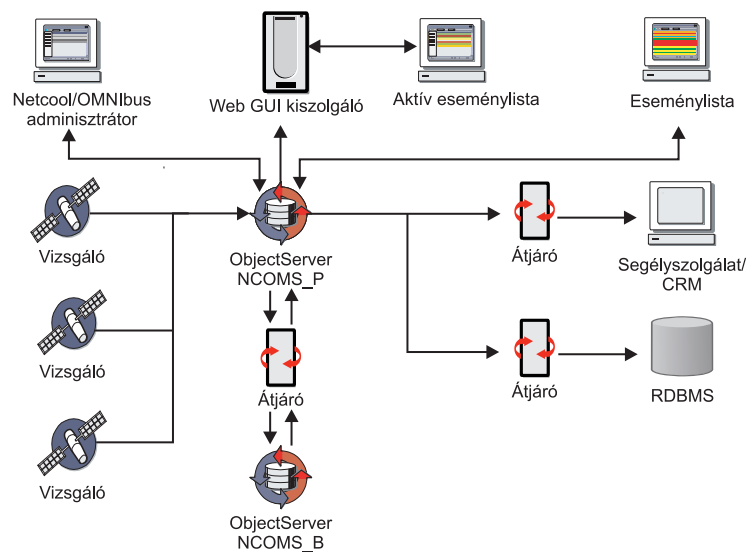 Netcool/OMNIbus
adminisztrátor
Web GUI kiszolgáló
Aktív eseménylista
Eseménylista
Vizsgáló
ObjectServer
NCOMS_P
Átjáró
Segélyszolgálat/
CRM
Vizsgáló
Átjáró
Átjáró
RDBMS
Vizsgáló
ObjectServer
NCOMS_B